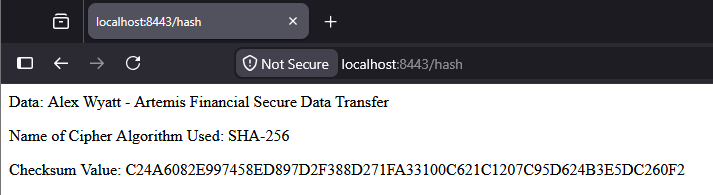 localhost:8443/hash
Not Secure localhost:8443/hash
Data: Alex Wyatt - Artemis Financial Secure Data Transfer
Name of Cipher Algorithm Used: SHA-256
Checksum Value: C24A6082E997458ED897D2F388D271FA33100C621C1207C95D624B3E5DC260F2